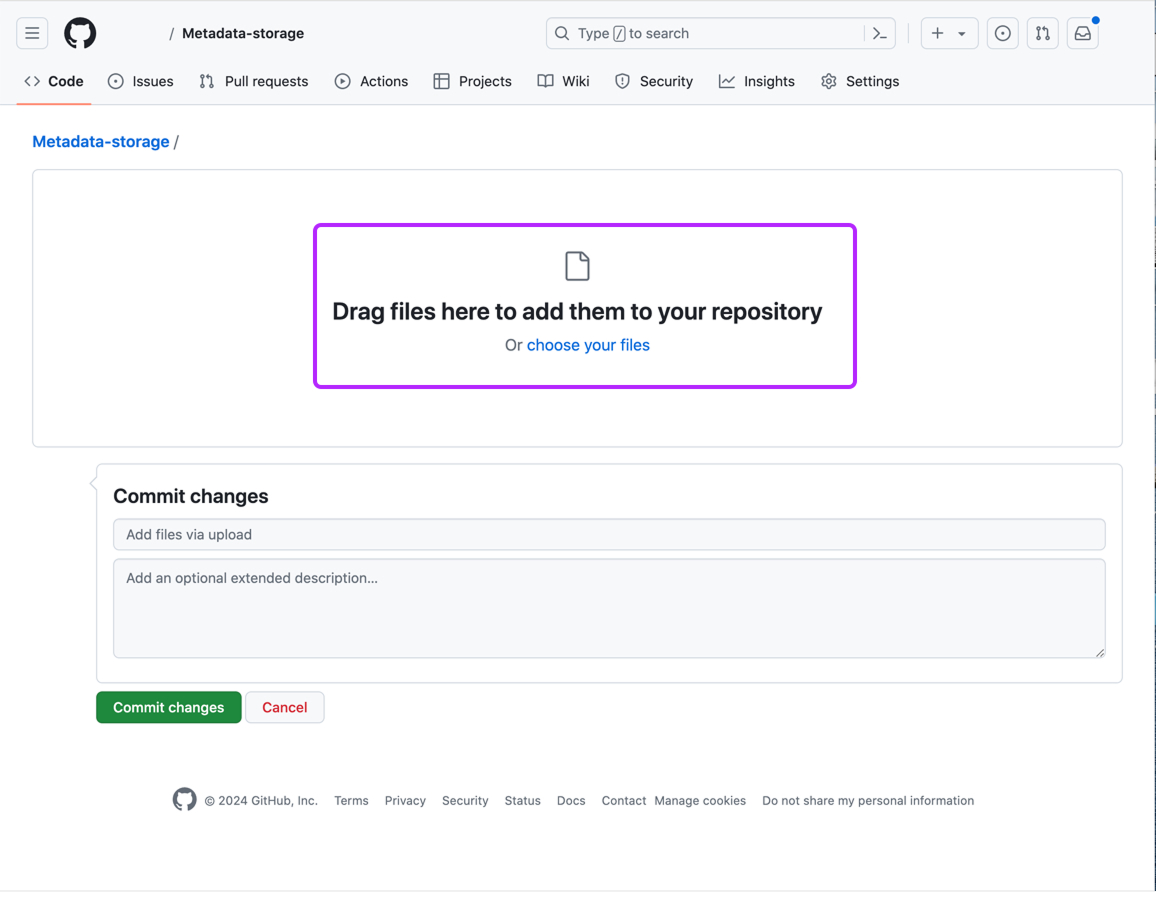 / Metadata-storage
Type / to search
Code Issues Pull requests Actions Projects Wiki Security Insights Settings
Metadata-storage /
Drag files here to add them to your repository
Or choose your files
Commit changes
Add files via upload
Add an optional extended description...
Commit changes Cancel
© 2024 GitHub, Inc. Terms Privacy Security Status Docs Contact Manage cookies Do not share my personal information